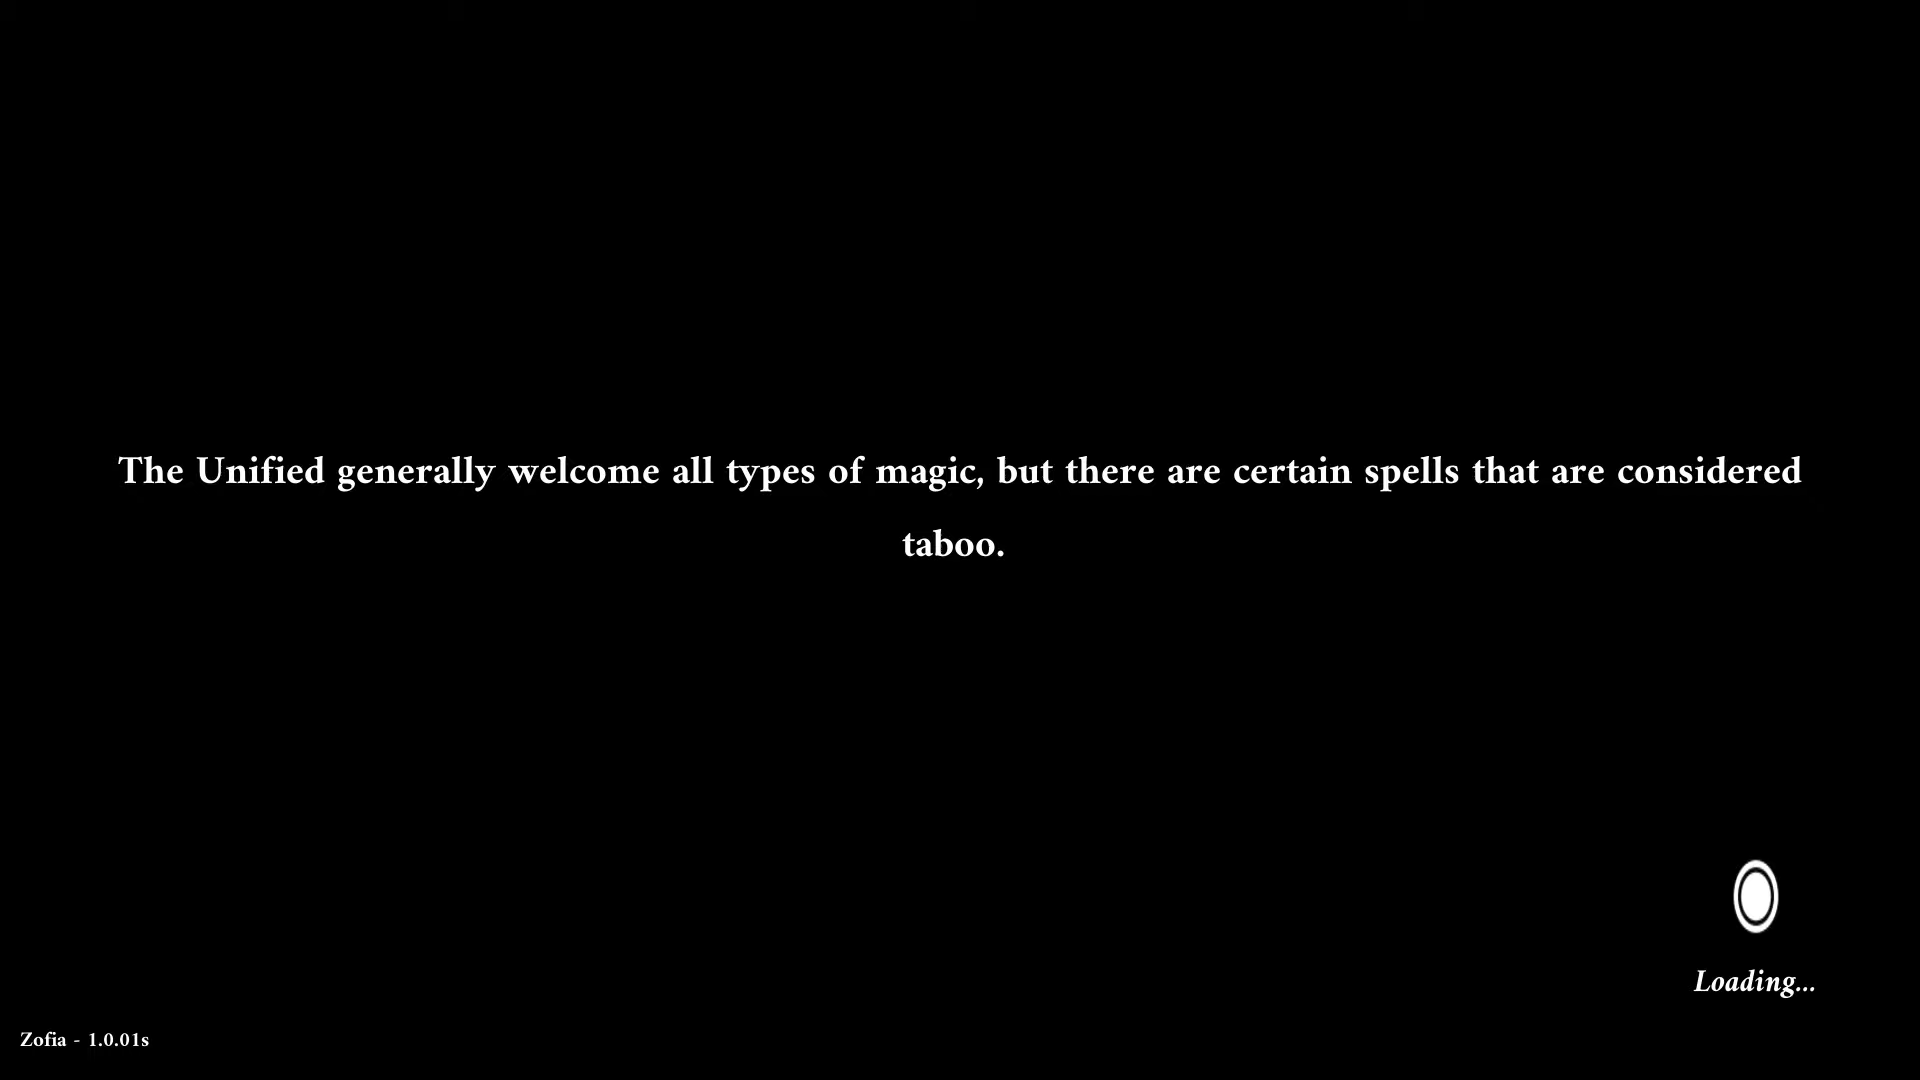 The Unified generally welcome all types of magic, but there are certain spells that are considered
taboo.
Loading...
Zofia - 1.0.01s